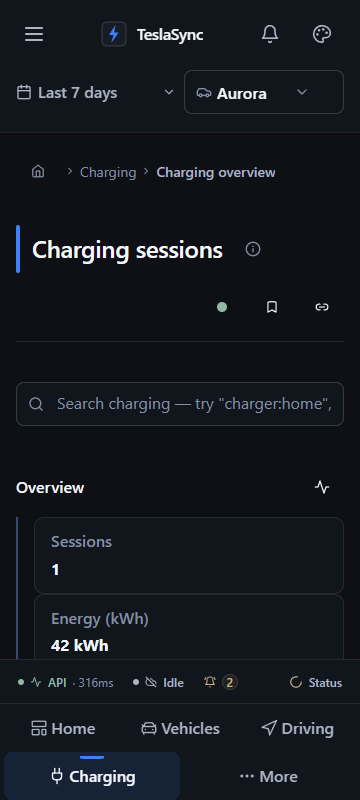 TeslaSync
Last 7 days
Aurora
Charging
Charging overview
Charging sessions
Search charging — try "charger:home",
Overview
Sessions
1
Energy (kWh)
42 kWh
API · 316ms
Idle
2
Status
Home
Vehicles
Driving
Charging
More